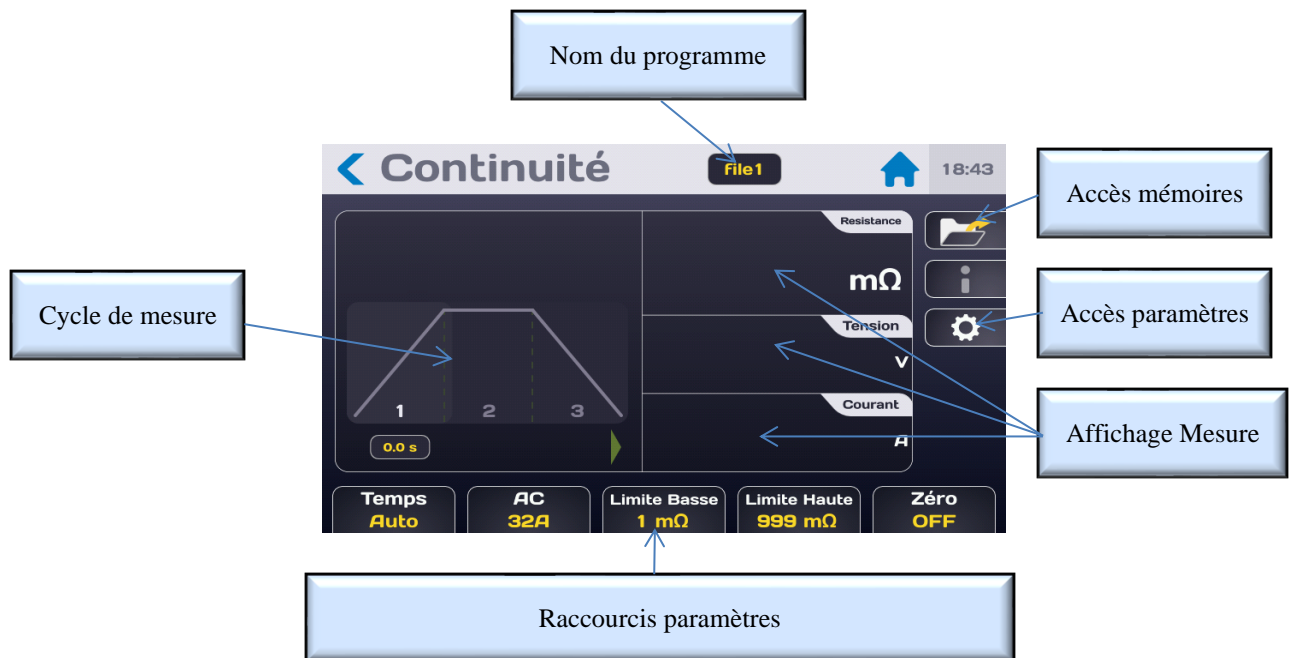 Nom du programme
Continuité
File1
18:43
Accès mémoires
Resistance
mΩ
Accès paramètres
Cycle de mesure
Tension
V
Affichage Mesure
1 2 3
Courant
A
0.0 s
Temps
Auto
AC
32A
Limite Basse
1 mΩ
Limite Haute
999 mΩ
Zéro
OFF
Raccourcis paramètres